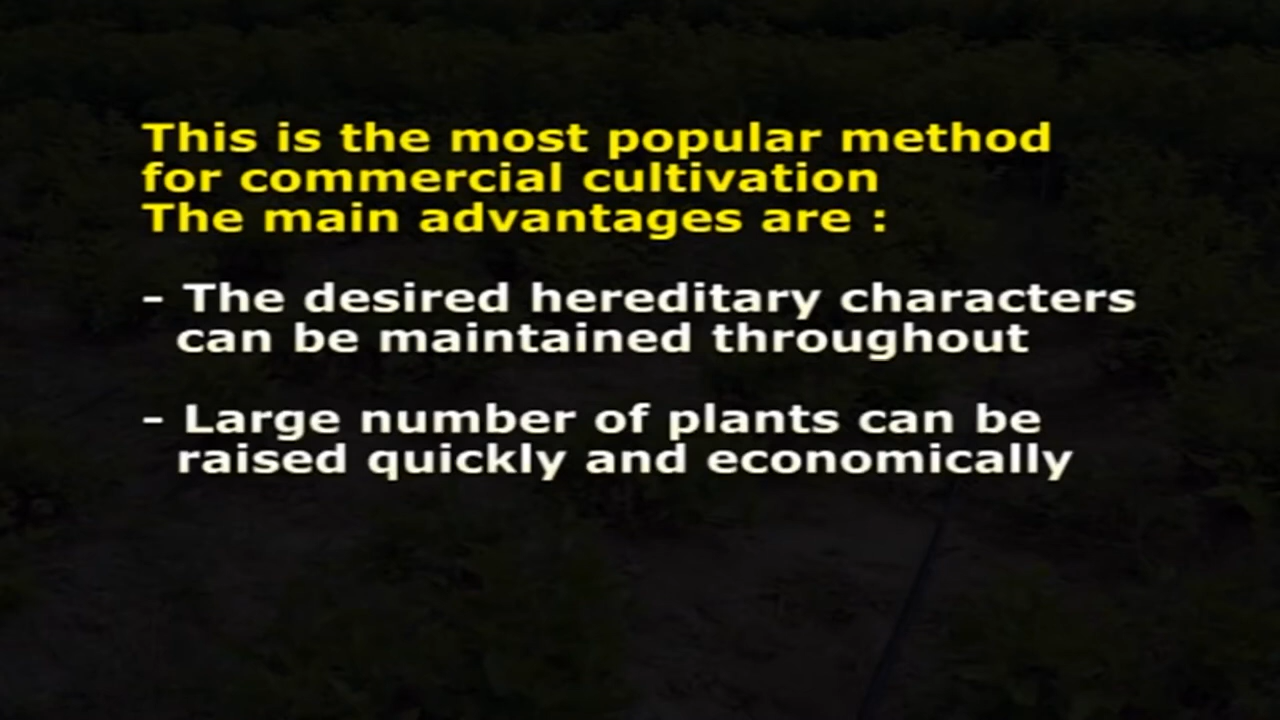 This is the most popular method
for commercial cultivation
The main advantages are :
- The desired hereditary characters
can be maintained throughout
- Large number of plants can be
raised quickly and economically